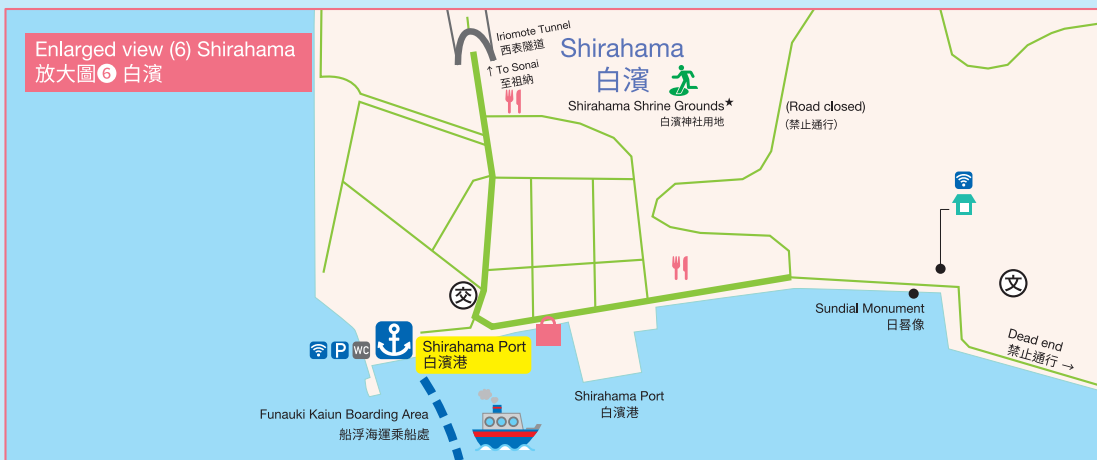 Enlarged view (6) Shirahama
放大圖❻ 白濱
Iriomote Tunnel
西表隧道
↑ To Sonai
至祖納
Shirahama
白濱
Shirahama Shrine Grounds★
白濱神社用地
(Road closed)
(禁止通行)
交
文
Sundial Monument
日晷像
Dead end
禁止通行 →
P
WC
Shirahama Port
白濱港
Shirahama Port
白濱港
Funauki Kaiun Boarding Area
船浮海運乘船處